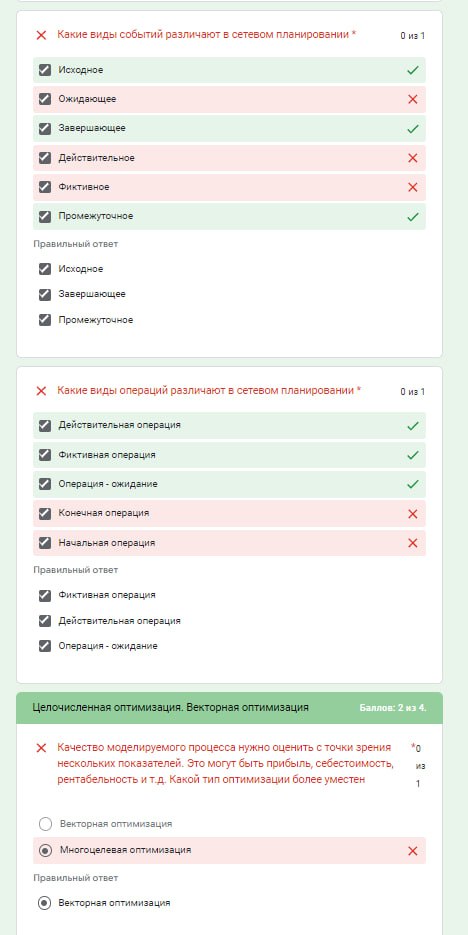 Какие виды событий различают в сетевом планировании *
0 из 1
Исходное
Ожидающее
Завершающее
Действительное
Фиктивное
Промежуточное
Правильный ответ
Исходное
Завершающее
Промежуточное
Какие виды операций различают в сетевом планировании *
0 из 1
Действительная операция
Фиктивная операция
Операция - ожидание
Конечная операция
Начальная операция
Правильный ответ
Фиктивная операция
Действительная операция
Операция - ожидание
Целочисленная оптимизация. Векторная оптимизация
Баллов: 2 из 4.
Качество моделируемого процесса нужно оценить с точки зрения
нескольких показателей. Это могут быть прибыль, себестоимость,
рентабельность и т.д. Какой тип оптимизации более уместен
*0
из
1
Векторная оптимизация
Многоцелевая оптимизация
Правильный ответ
Векторная оптимизация